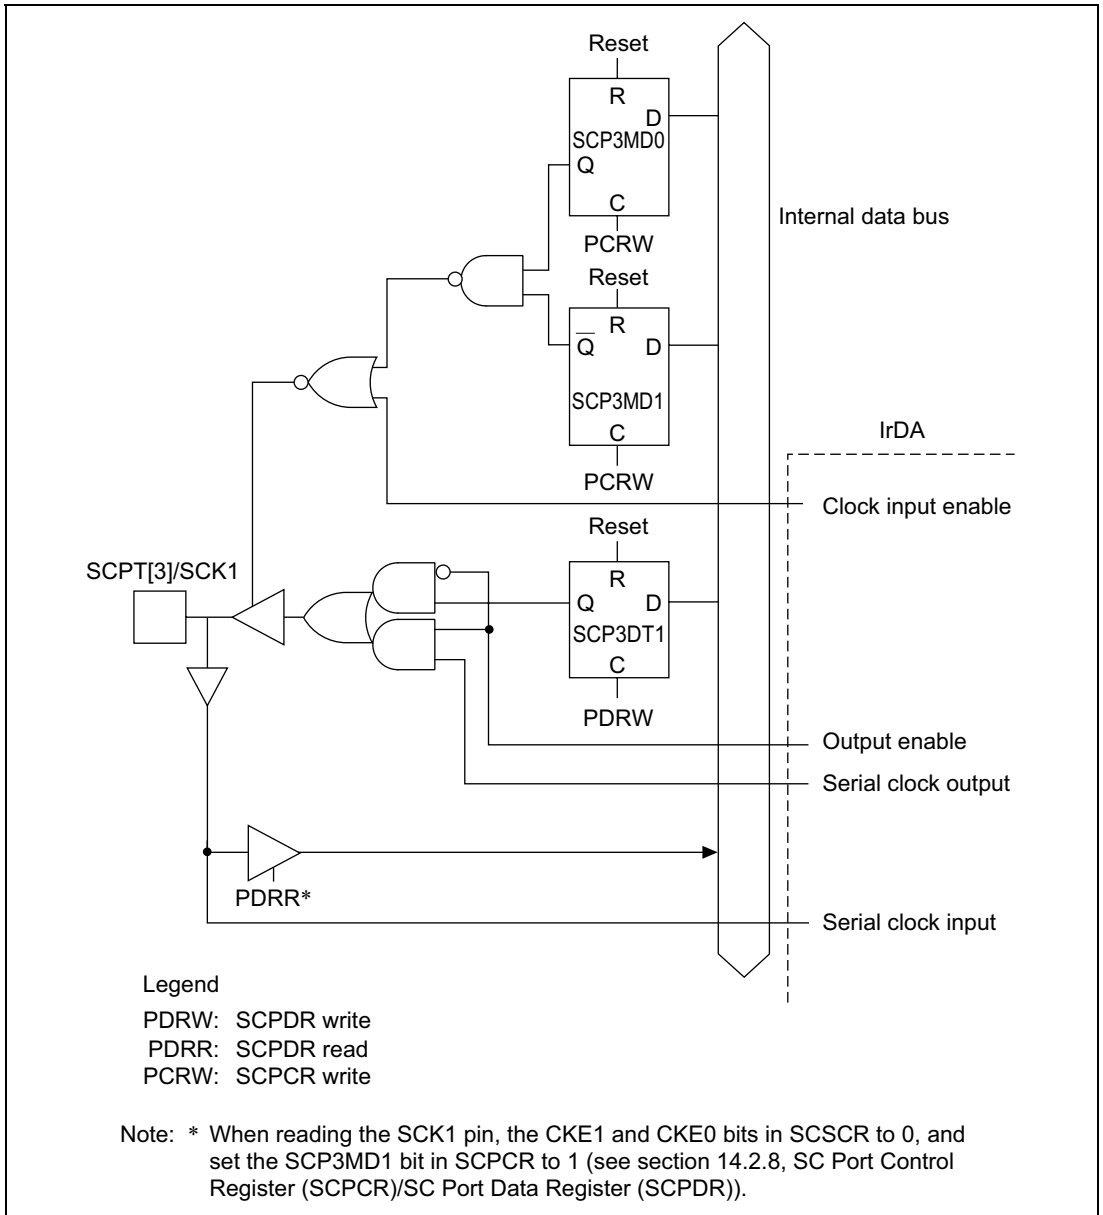 Reset
R
D
SCP3MD0
Q
C
PCRW
Internal data bus
Reset
R
Q
D
SCP3MD1
C
PCRW
IrDA
Clock input enable
Reset
SCPT[3]/SCK1
R
Q
D
SCP3DT1
C
PDRW
Output enable
Serial clock output
PDRR*
Serial clock input
Legend
PDRW: SCPDR write
PDRR: SCPDR read
PCRW: SCPCR write
Note: * When reading the SCK1 pin, the CKE1 and CKE0 bits in SCSCR to 0, and
set the SCP3MD1 bit in SCPCR to 1 (see section 14.2.8, SC Port Control
Register (SCPCR)/SC Port Data Register (SCPDR)).